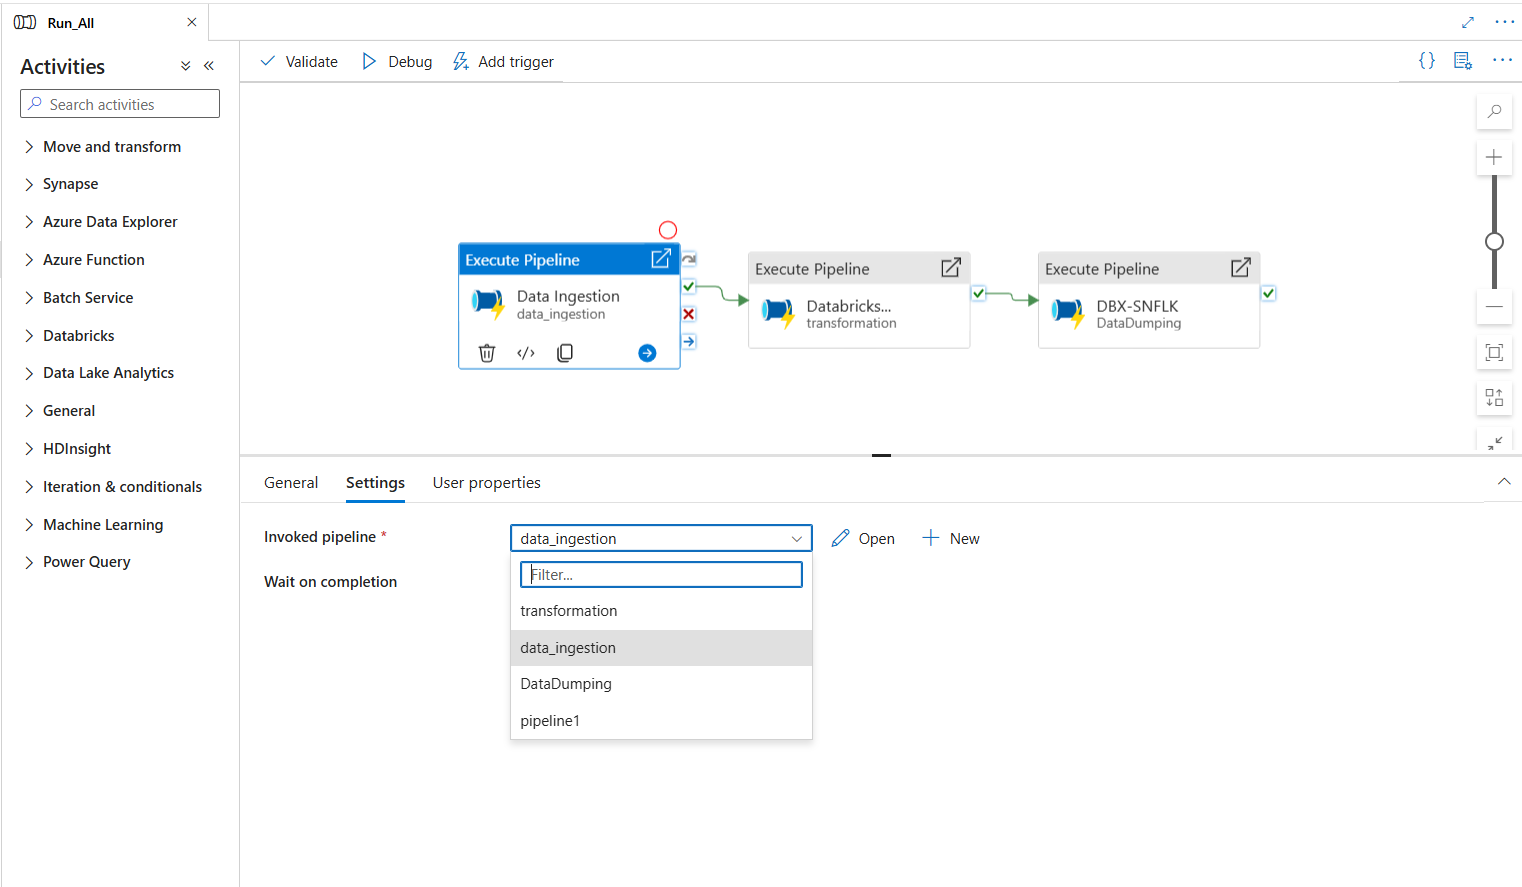 Run_All
Activities
Validate
Debug
Add trigger
Search activities
Move and transform
Synapse
Azure Data Explorer
Azure Function
Batch Service
Databricks
Data Lake Analytics
General
HDInsight
Iteration & conditionals
Machine Learning
Power Query
Execute Pipeline
Data Ingestion
data_ingestion
Execute Pipeline
Databricks...
transformation
Execute Pipeline
DBX-SNFLK
DataDumping
General
Settings
User properties
Invoked pipeline *
data_ingestion
Open
New
Wait on completion
Filter...
transformation
data_ingestion
DataDumping
pipeline1